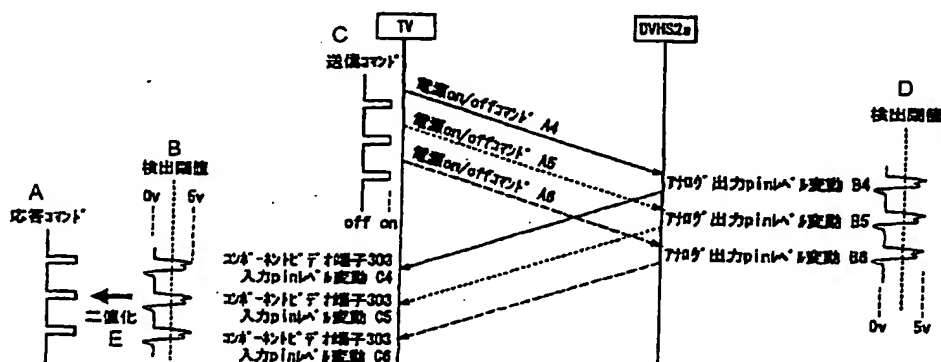 TV
DVHS2a
C
送信コマンド
電源on/offコマンド A4
電源on/offコマンド A5
電源on/offコマンド A6
off on
D
検出閾値
アナログ出力pinレベル変動 B4
アナログ出力pinレベル変動 B5
アナログ出力pinレベル変動 B6
0v
5v
B
検出閾値
0v
5v
A
応答コマンド
二値化
E
コンポーネントビデオ端子303
入力pinレベル変動 C4
コンポーネントビデオ端子303
入力pinレベル変動 C5
コンポーネントビデオ端子303
入力pinレベル変動 C6